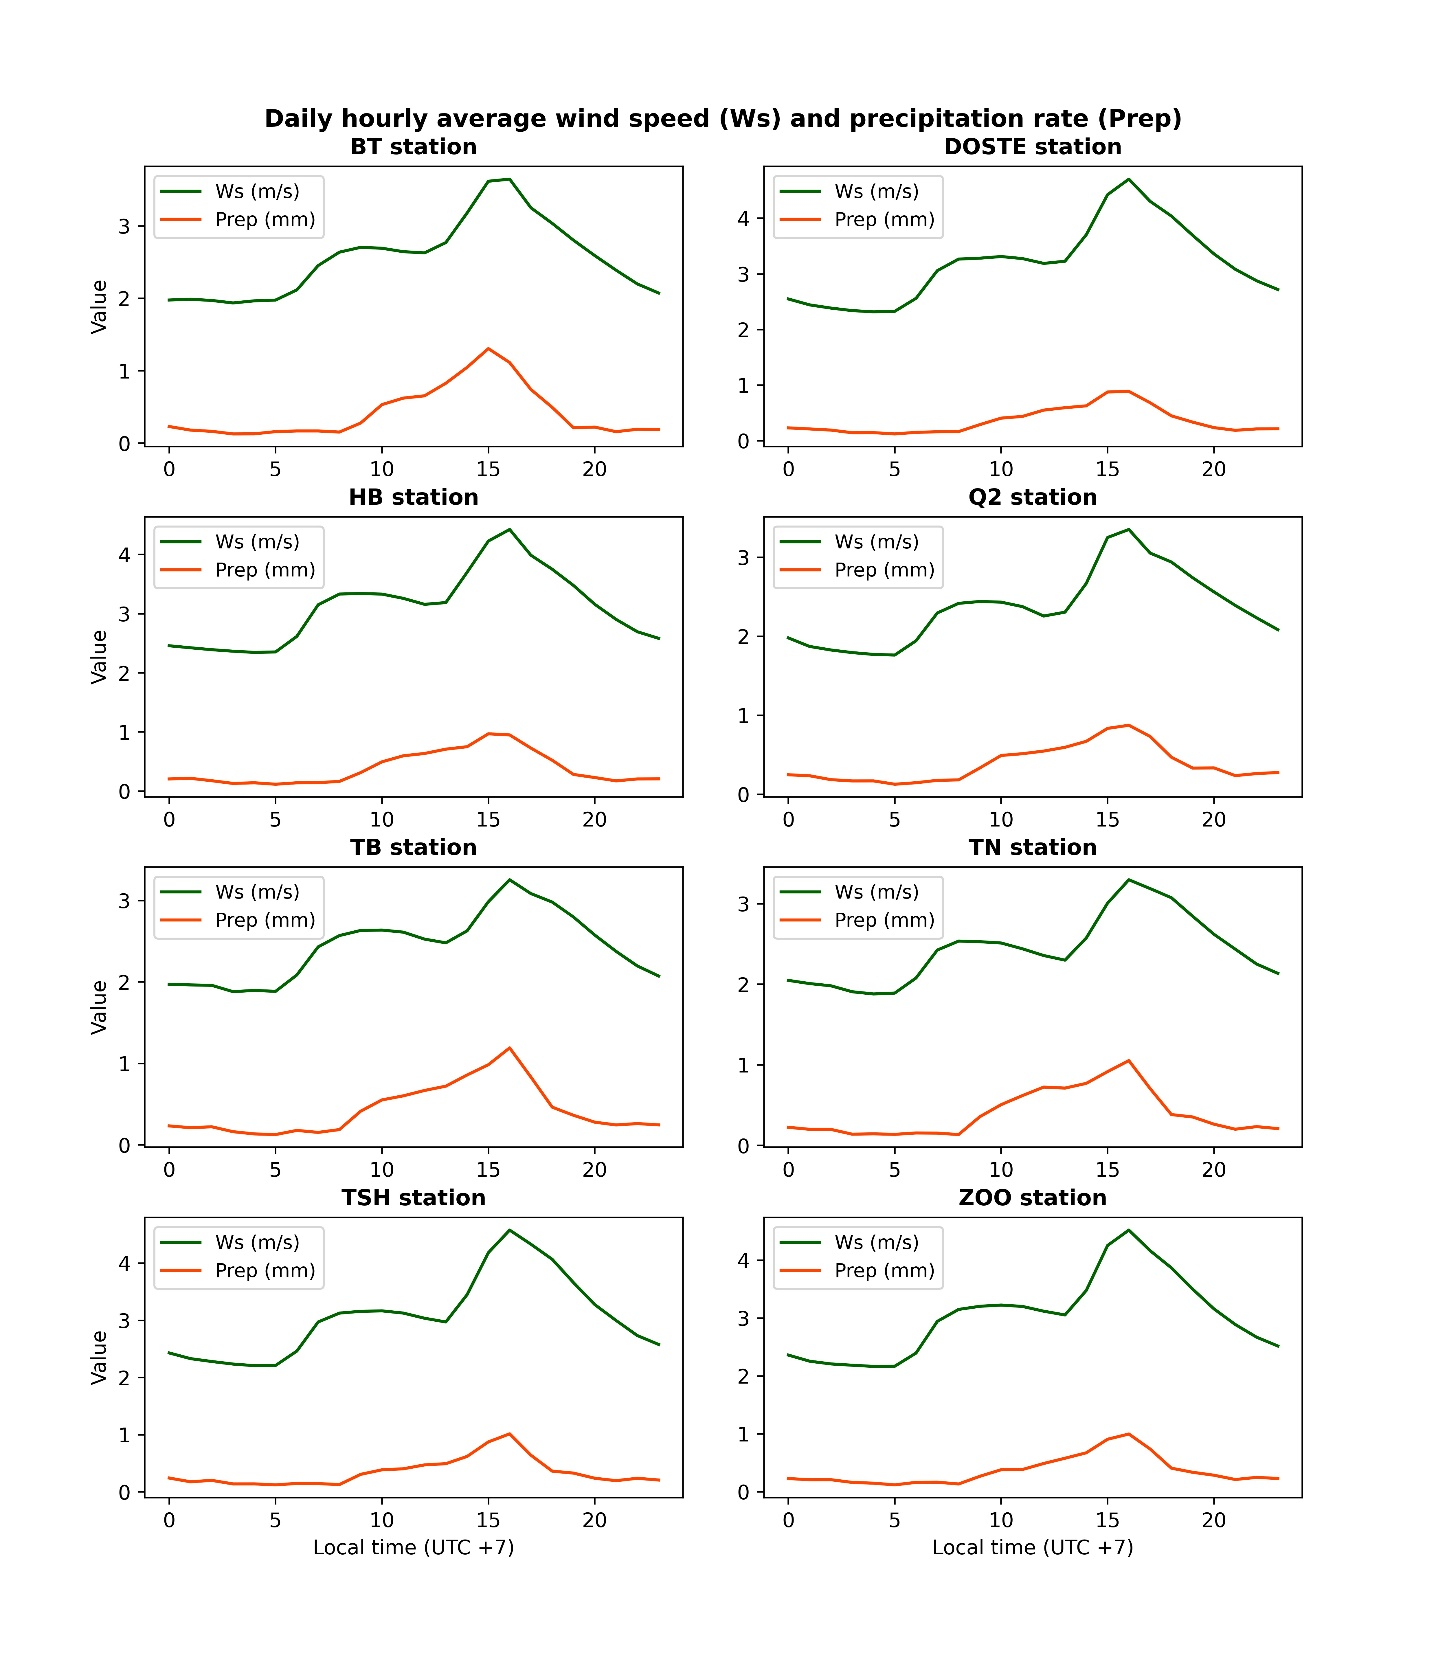 Daily hourly average wind speed (Ws) and precipitation rate (Prep)
BT station
Ws (m/s)
Prep (mm)
Value
3
2
1
0
0 5 10 15 20
DOSTE station
Ws (m/s)
Prep (mm)
4
3
2
1
0
0 5 10 15 20
HB station
Ws (m/s)
Prep (mm)
Value
4
3
2
1
0
0 5 10 15 20
Q2 station
Ws (m/s)
Prep (mm)
3
2
1
0
0 5 10 15 20
TB station
Ws (m/s)
Prep (mm)
Value
3
2
1
0
0 5 10 15 20
TN station
Ws (m/s)
Prep (mm)
3
2
1
0
0 5 10 15 20
TSH station
Ws (m/s)
Prep (mm)
Value
4
3
2
1
0
0 5 10 15 20
Local time (UTC +7)
ZOO station
Ws (m/s)
Prep (mm)
4
3
2
1
0
0 5 10 15 20
Local time (UTC +7)